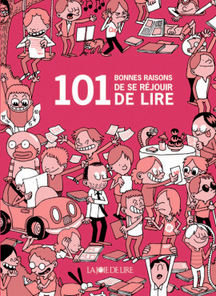 101 BONNES RAISONS
DE SE RÉJOUIR
DE LIRE
LA JOIE DE LIRE